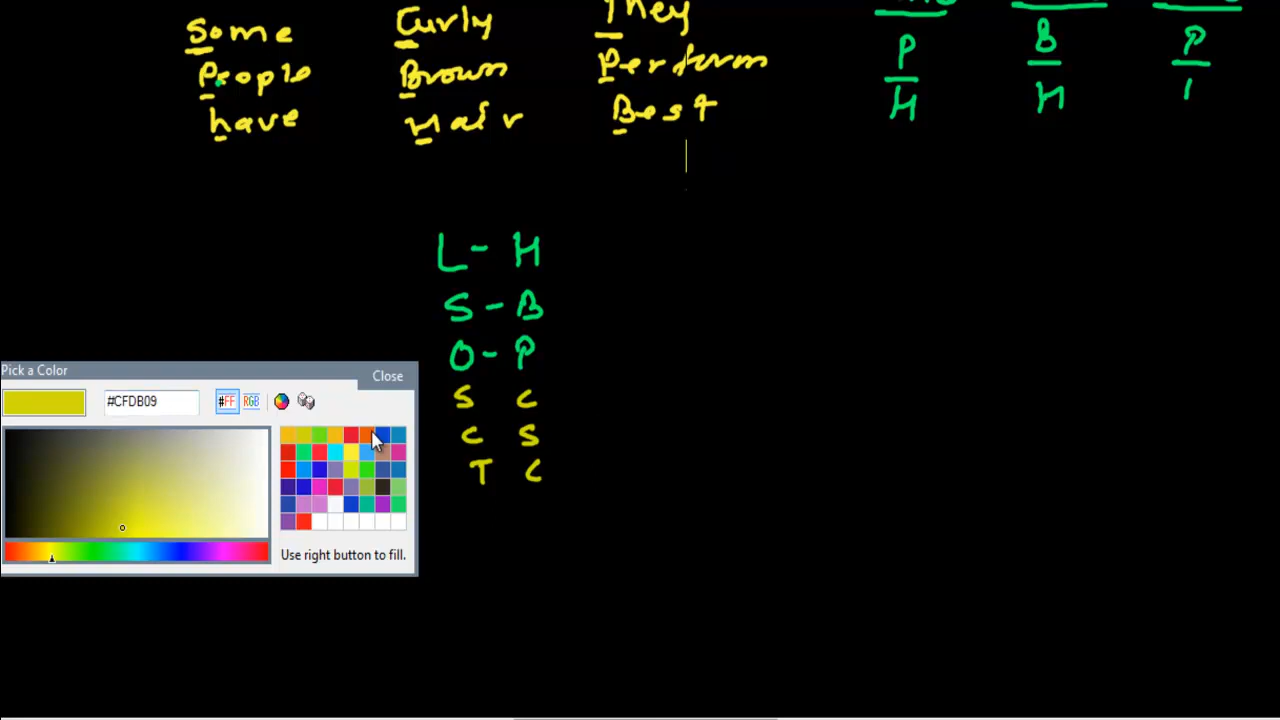 Some Curly They
People Brown Perform P B P
have Hair Best H H
L - H
S - B
O - P
S C
C S
T C
Pick a Color Close
#CFDB09 #FF RGB
Use right button to fill.